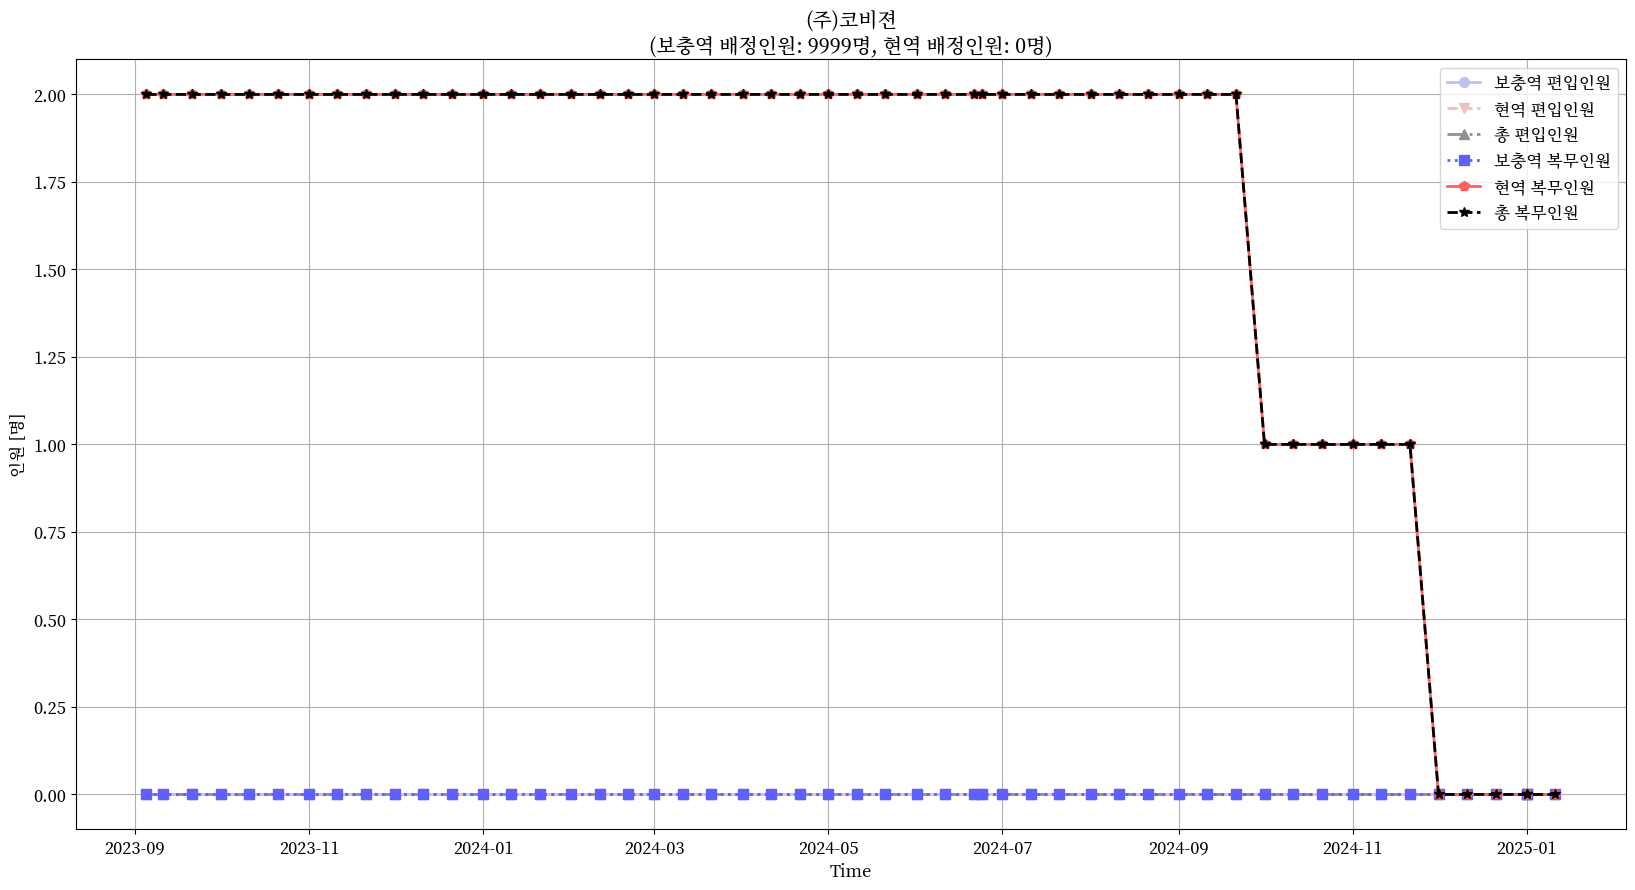 (주)코비젼
(보충역 배정인원: 9999명, 현역 배정인원: 0명)
보충역 편입인원
현역 편입인원
총 편입인원
보충역 복무인원
현역 복무인원
총 복무인원
2.00
1.75
1.50
1.25
1.00
0.75
0.50
0.25
0.00
인원 [명]
2023-09 2023-11 2024-01 2024-03 2024-05 2024-07 2024-09 2024-11 2025-01
Time